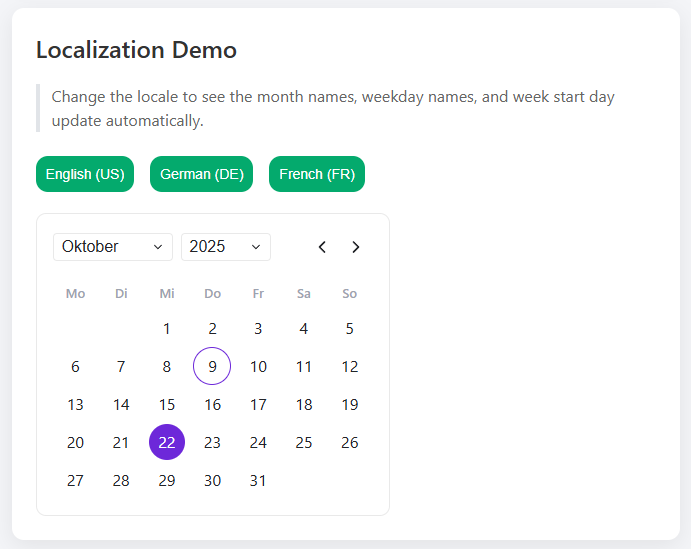 Localization Demo
Change the locale to see the month names, weekday names, and week start day
update automatically.
English (US) German (DE) French (FR)
Oktober 2025
Mo Di Mi Do Fr Sa So
1 2 3 4 5
6 7 8 9 10 11 12
13 14 15 16 17 18 19
20 21 22 23 24 25 26
27 28 29 30 31